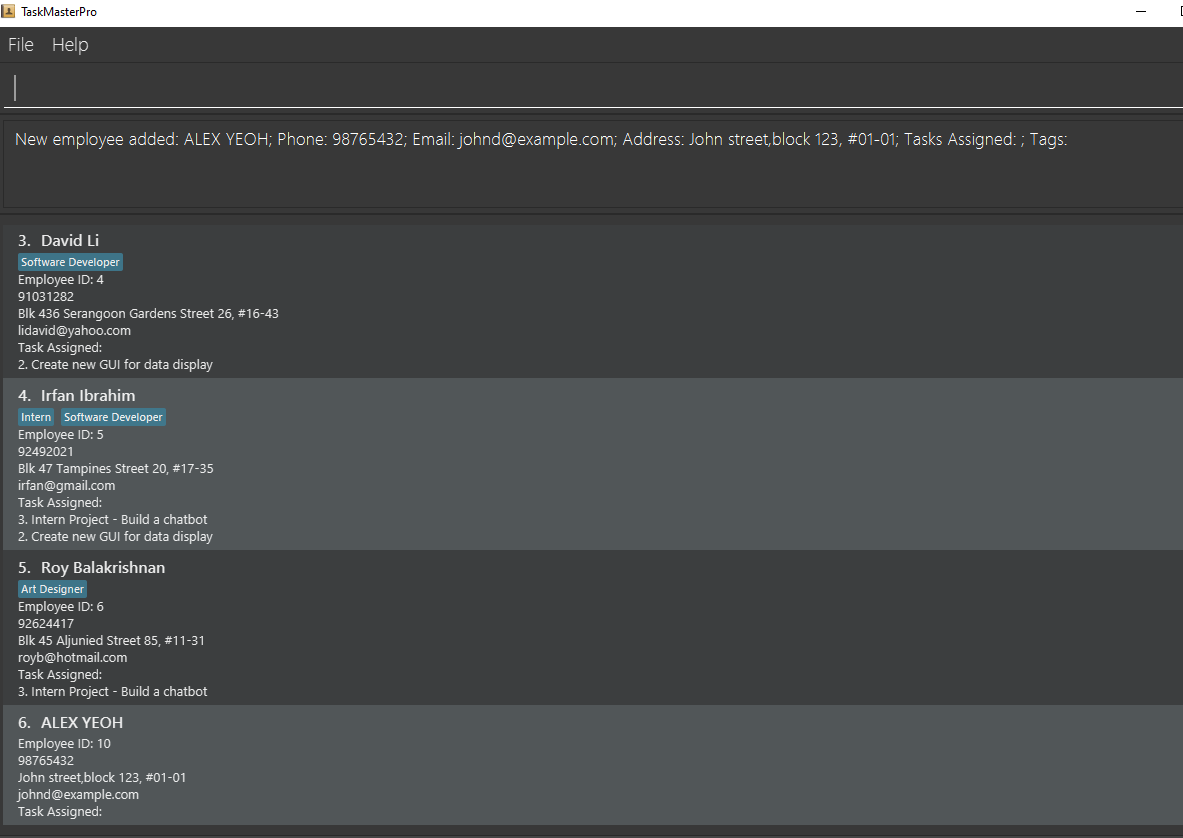 TaskMasterPro
File Help
New employee added: ALEX YEOH; Phone: 98765432; Email: johnd@example.com; Address: John street,block 123, #01-01; Tasks Assigned: ; Tags:
3. David Li
Software Developer
Employee ID: 4
91031282
Blk 436 Serangoon Gardens Street 26, #16-43
lidavid@yahoo.com
Task Assigned:
2. Create new GUI for data display
4. Irfan Ibrahim
Intern Software Developer
Employee ID: 5
92492021
Blk 47 Tampines Street 20, #17-35
irfan@gmail.com
Task Assigned:
3. Intern Project - Build a chatbot
2. Create new GUI for data display
5. Roy Balakrishnan
Art Designer
Employee ID: 6
92624417
Blk 45 Aljunied Street 85, #11-31
royb@hotmail.com
Task Assigned:
3. Intern Project - Build a chatbot
6. ALEX YEOH
Employee ID: 10
98765432
John street,block 123, #01-01
johnd@example.com
Task Assigned: